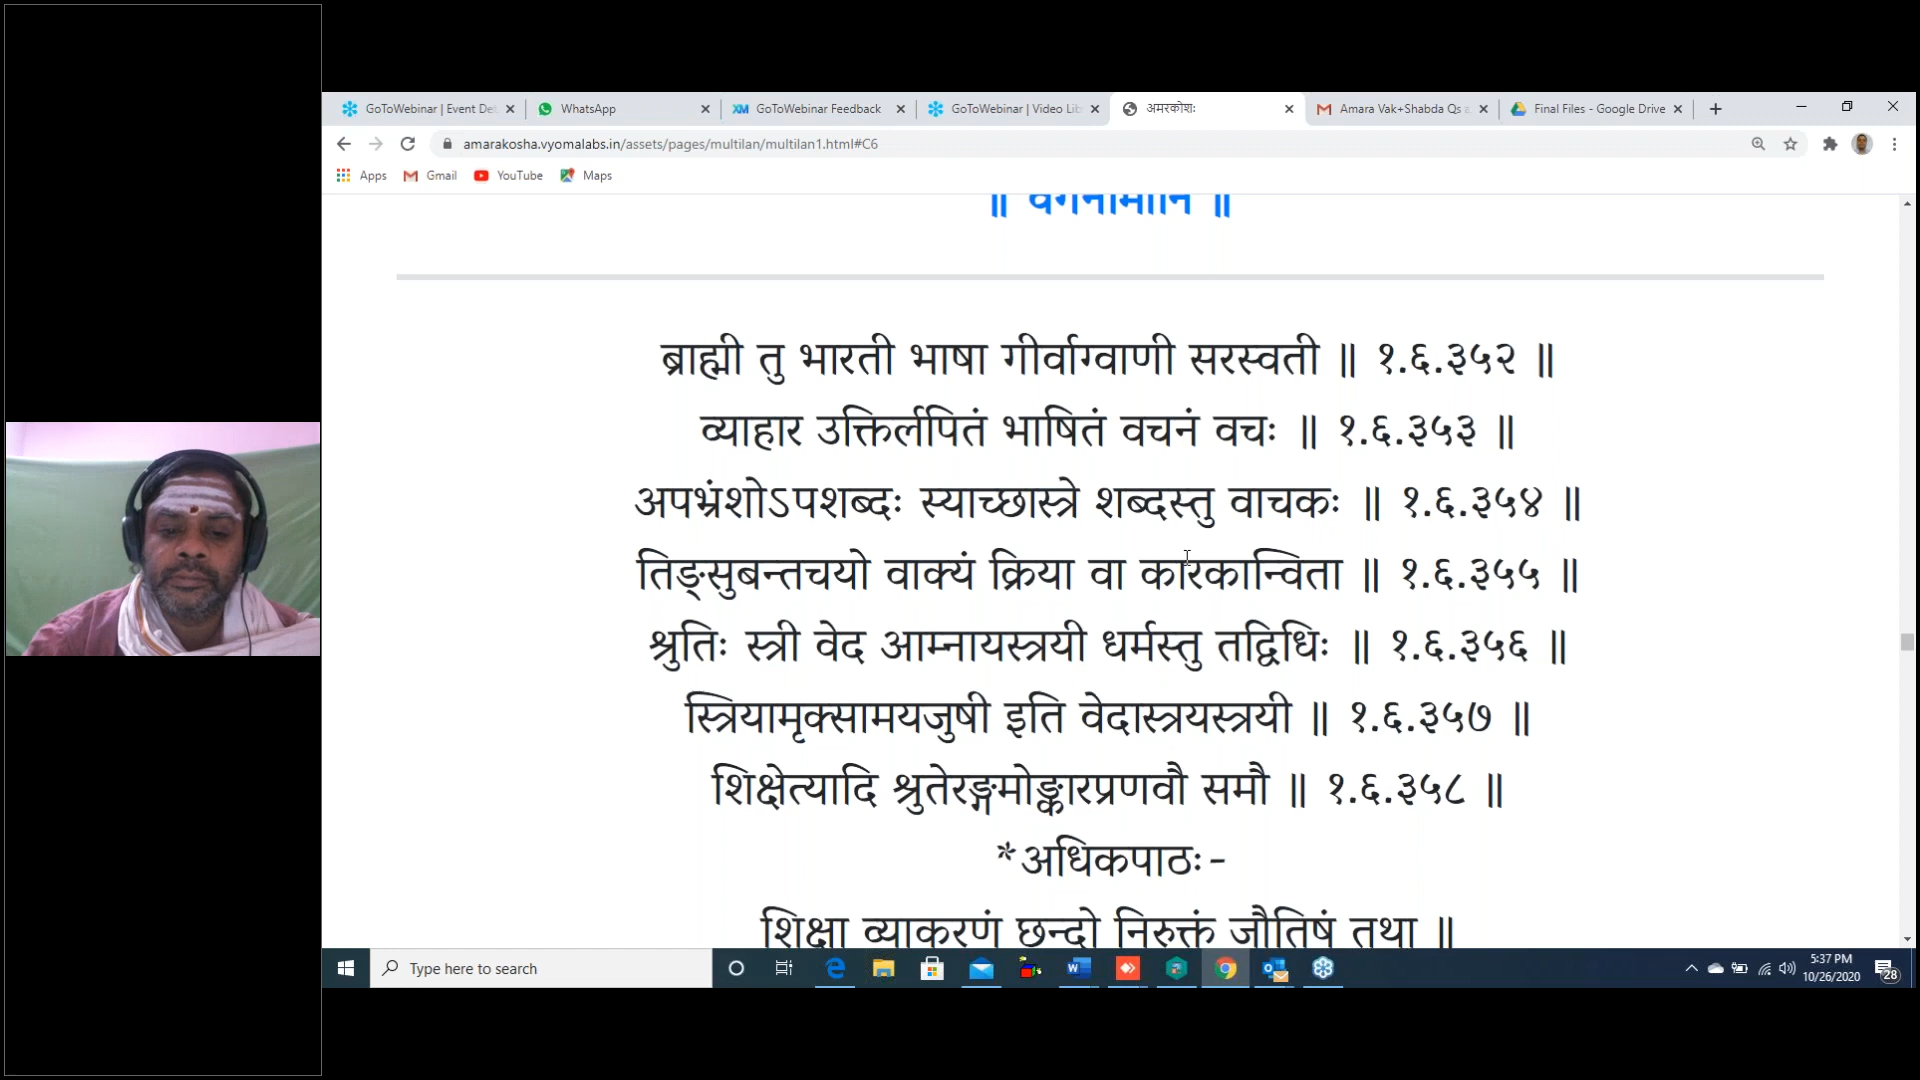 GoToWebinar | Event Det
WhatsApp
GoToWebinar Feedback
GoToWebinar | Video Lib
अमरकोशः
Amara Vak+Shabda Qs
Final Files - Google Drive
amarakosha.vyomalabs.in/assets/pages/multilan/multilan1.html#C6
Apps
Gmail
YouTube
Maps
॥ वर्गनामानि ॥
ब्राह्मी तु भारती भाषा गीर्वाग्वाणी सरस्वती ॥ १.६.३५२ ॥
व्याहार उक्तिर्लपितं भाषितं वचनं वचः ॥ १.६.३५३ ॥
अपभ्रंशोऽपशब्दः स्याच्छास्त्रे शब्दस्तु वाचकः ॥ १.६.३५४ ॥
तिङ्सुबन्तचयो वाक्यं क्रिया वा कारकान्विता ॥ १.६.३५५ ॥
श्रुतिः स्त्री वेद आम्नायस्त्रयी धर्मस्तु तद्विधिः ॥ १.६.३५६ ॥
स्त्रियामृक्सामयजुषी इति वेदास्त्रयस्त्रयी ॥ १.६.३५७ ॥
शिक्षेत्यादि श्रुतेरङ्गमोङ्कारप्रणवौ समौ ॥ १.६.३५८ ॥
*अधिकपाठः-
शिक्षा व्याकरणं छन्दो निरुक्तं जौतिषं तथा ॥
Type here to search
5:37 PM
10/26/2020
28